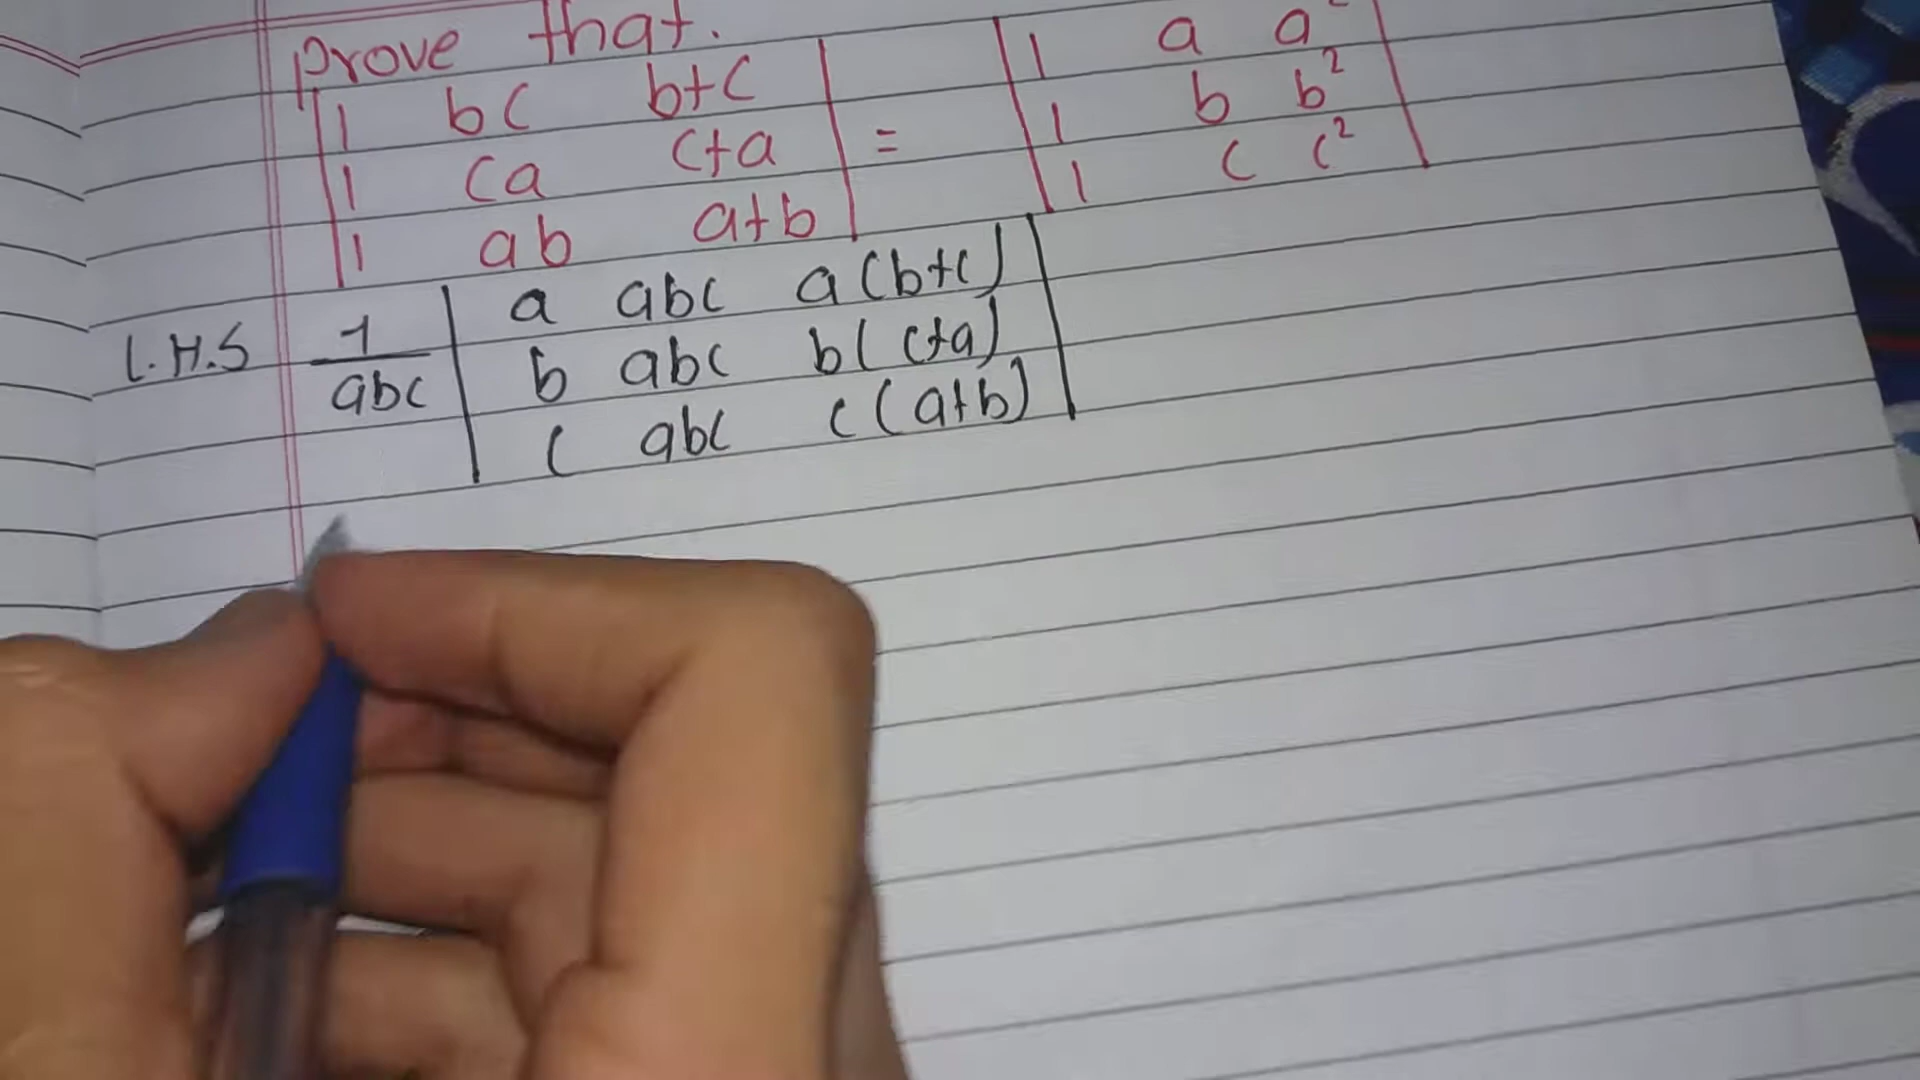 Prove that.
| 1 bc b+c | | 1 a a² |
| 1 ca c+a | = | 1 b b² |
| 1 ab a+b | | 1 c c² |
| a abc a(b+c) |
L.H.S 1/abc | b abc b(c+a) |
| c abc c(a+b) |